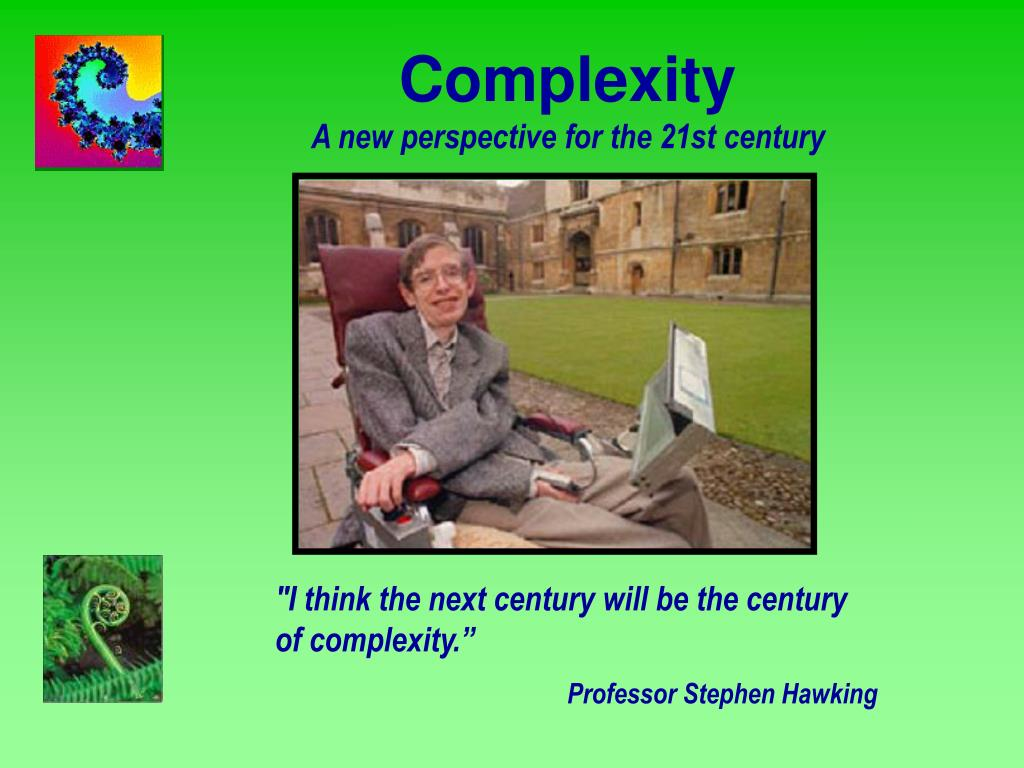 Complexity
A new perspective for the 21st century
"I think the next century will be the century
of complexity.”
Professor Stephen Hawking